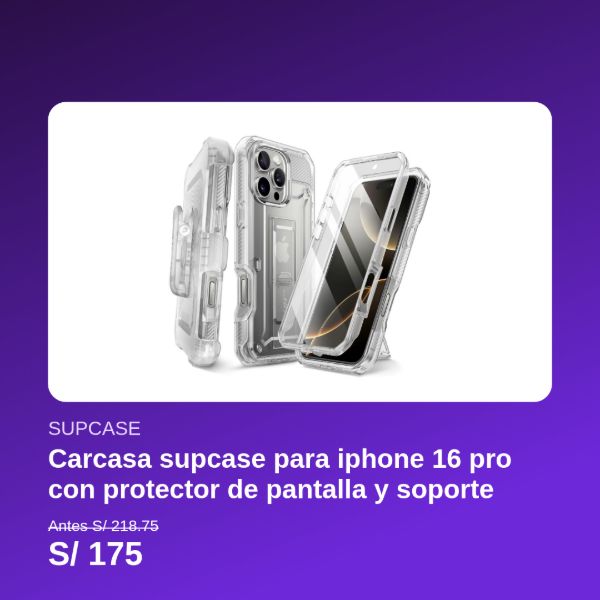 SUPCASE
Carcasa supcase para iphone 16 pro
con protector de pantalla y soporte
Antes S/ 218.75
S/ 175